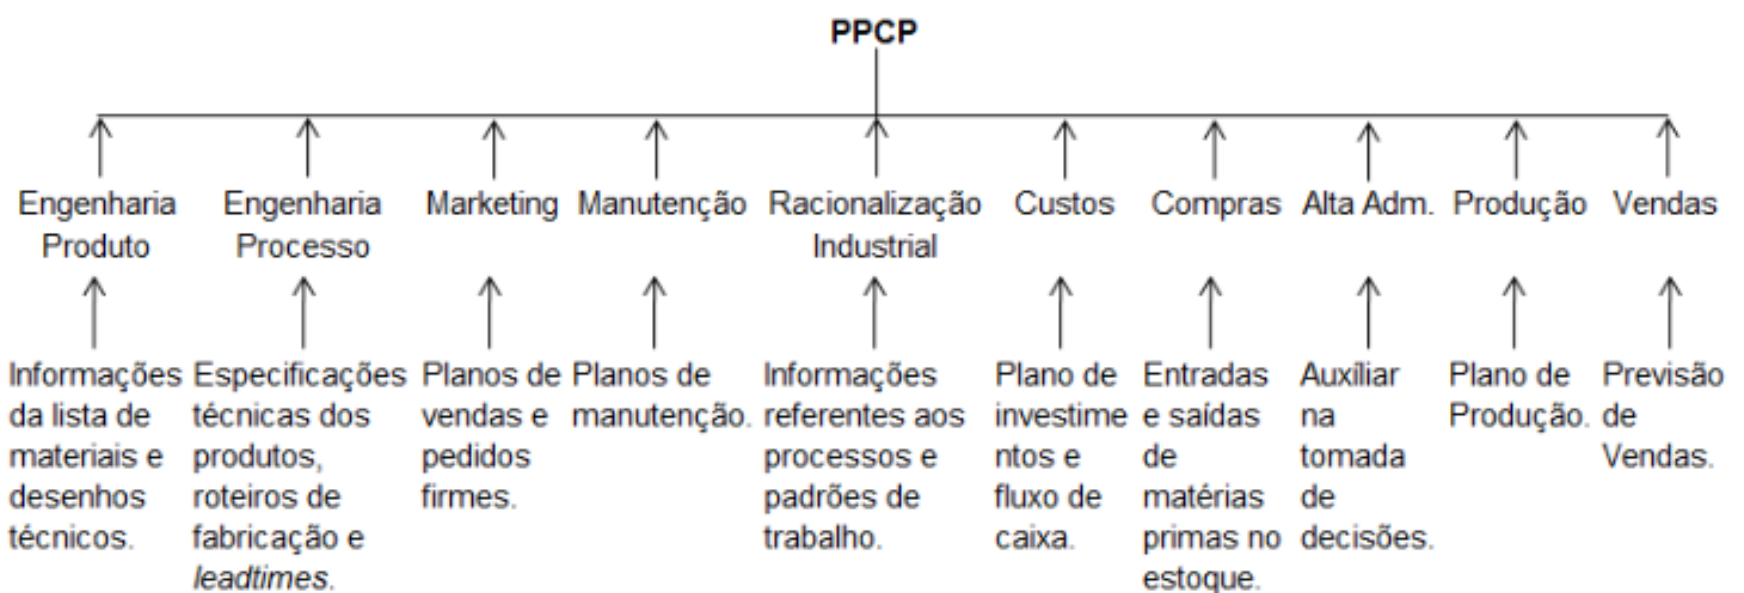 PPCP
Engenharia
Produto
Engenharia
Processo
Marketing
Manutenção
Racionalização
Industrial
Custos
Compras
Alta Adm.
Produção
Vendas
Informações
da lista de
materiais e
desenhos
técnicos.
Especificações
técnicas dos
produtos,
roteiros de
fabricação e
leadtimes.
Planos de
vendas e
pedidos
firmes.
Planos de
manutenção.
Informações
referentes aos
processos e
padrões de
trabalho.
Plano de
investime
ntos e
fluxo de
caixa.
Entradas
e saídas
de
matérias
primas no
estoque.
Auxíliar
na
tomada
de
decisões.
Plano de
Produção.
Previsão
de
Vendas.